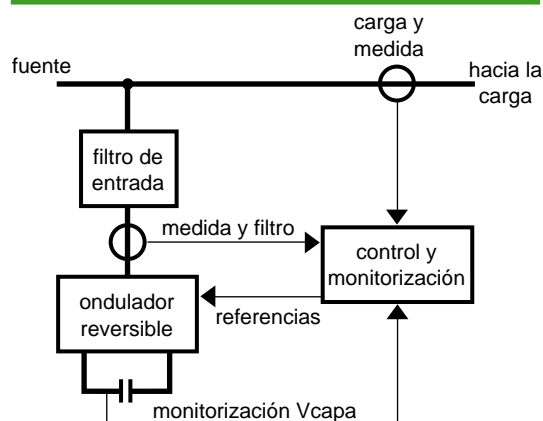 carga y
medida
fuente
hacia la
carga
filtro de
entrada
medida y filtro
control y
monitorización
ondulador
reversible
referencias
monitorización Vcapa